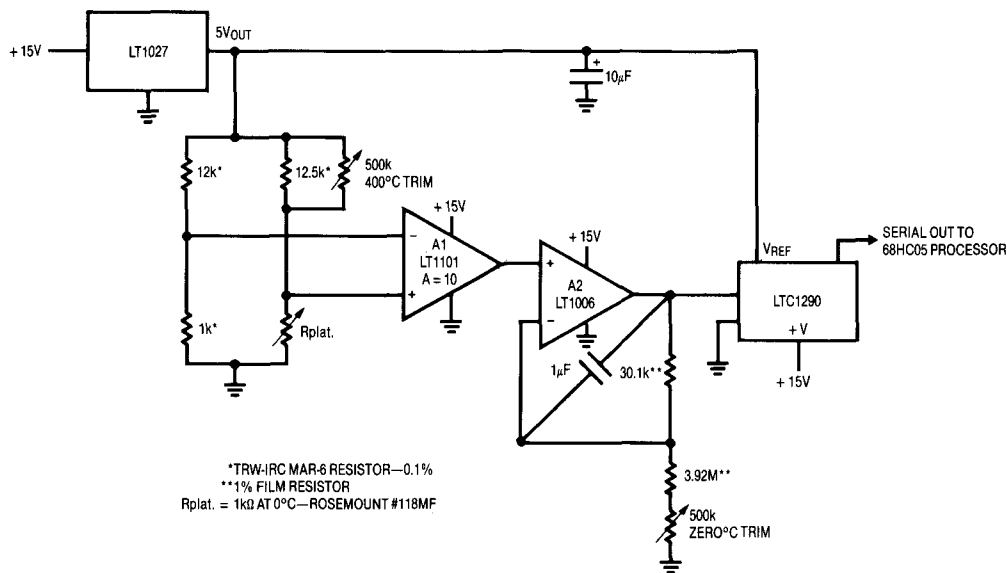 +15V
LT1027
5VOUT
+
10μF
12k*
12.5k*
500k
400°C TRIM
+15V
−
A1
LT1101
A = 10
+
+15V
+
A2
LT1006
−
VREF
SERIAL OUT TO
68HC05 PROCESSOR
LTC1290
+V
+15V
1k*
Rplat.
1μF
30.1k**
3.92M**
500k
ZERO°C TRIM
*TRW-IRC MAR-6 RESISTOR—0.1%
**1% FILM RESISTOR
Rplat. = 1kΩ AT 0°C—ROSEMOUNT #118MF